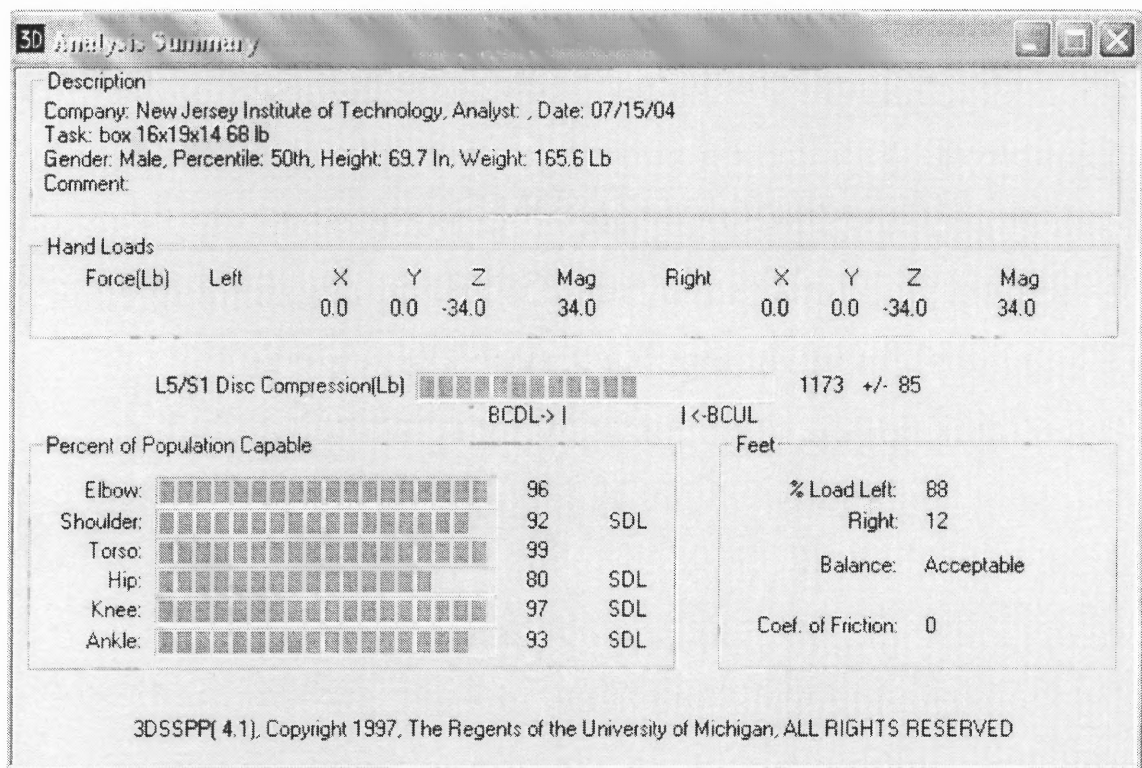 3D Analysis Summary
Description
Company: New Jersey Institute of Technology, Analyst: , Date: 07/15/04
Task: box 16x19x14 68 lb
Gender: Male, Percentile: 50th, Height: 69.7 In, Weight: 165.6 Lb
Comment:
Hand Loads
Force(Lb) Left X Y Z Mag Right X Y Z Mag
0.0 0.0 -34.0 34.0 0.0 0.0 -34.0 34.0
L5/S1 Disc Compression(Lb) 1173 +/- 85
BCDL->| |<-BCUL
Percent of Population Capable
Elbow: 96
Shoulder: 92 SDL
Torso: 99
Hip: 80 SDL
Knee: 97 SDL
Ankle: 93 SDL
Feet
% Load Left: 88
Right: 12
Balance: Acceptable
Coef. of Friction: 0
3DSSPP( 4.1), Copyright 1997, The Regents of the University of Michigan, ALL RIGHTS RESERVED